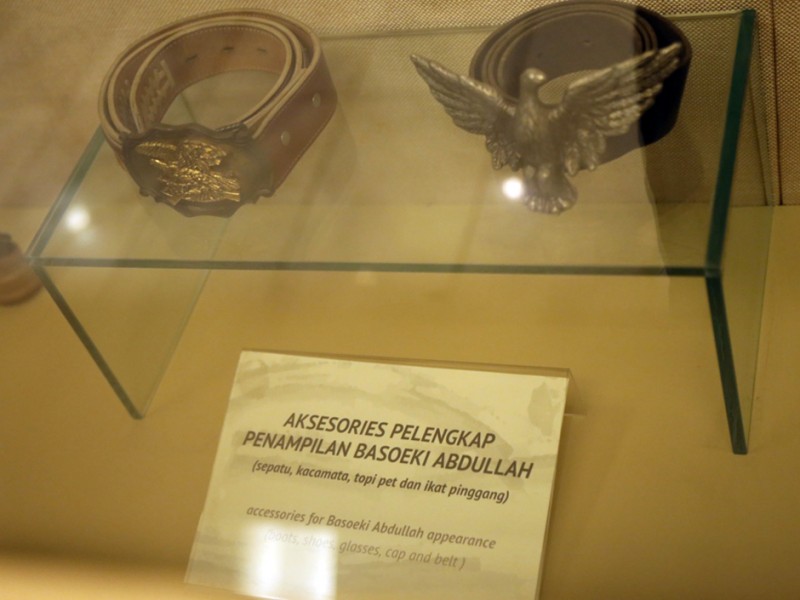 AKSESORIES PELENGKAP
PENAMPILAN BASOEKI ABDULLAH
(sepatu, kacamata, topi pet dan ikat pinggang)
accessories for Basoeki Abdullah appearance
(boots, shoes, glasses, cap and belt )